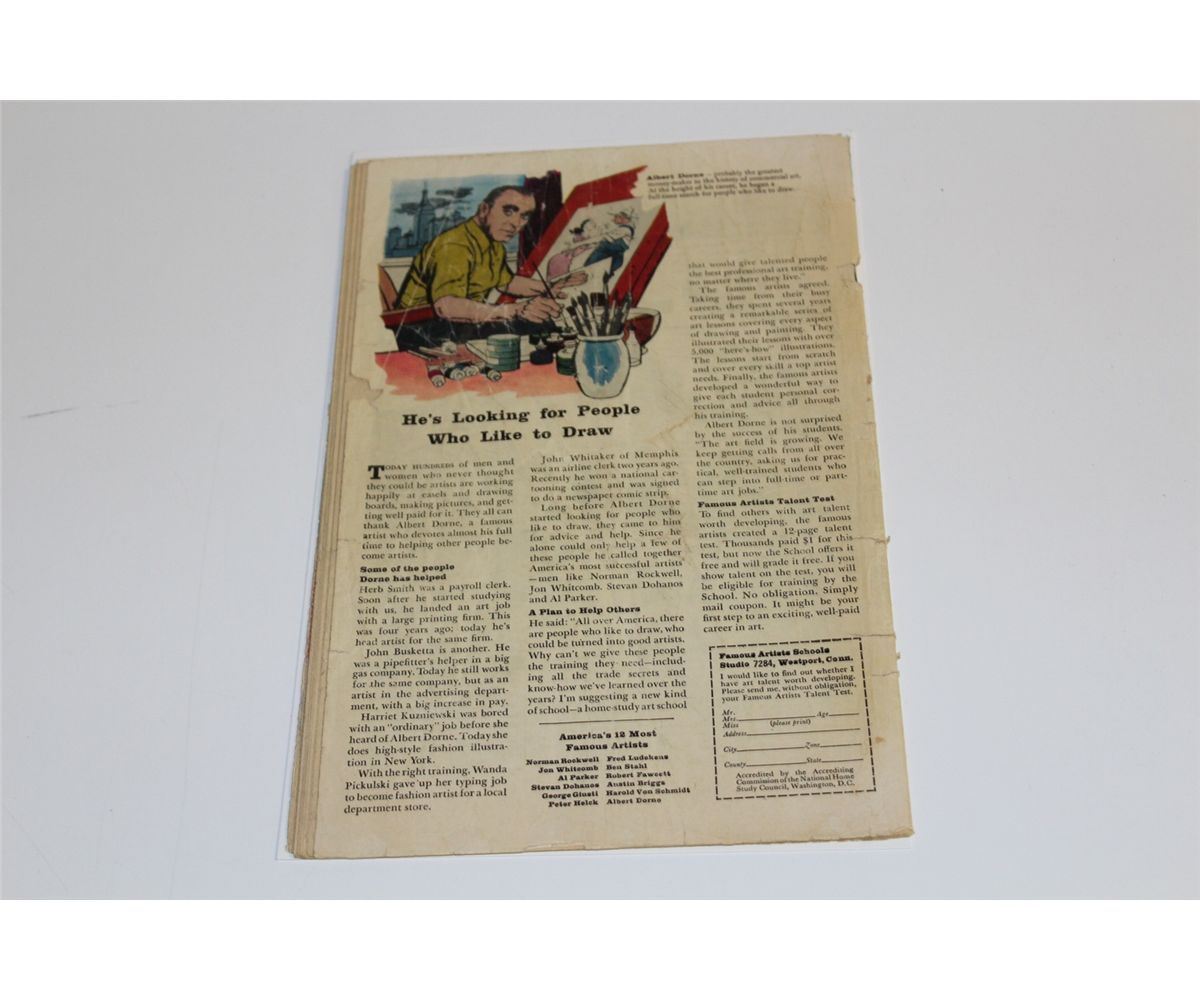 Albert Dorne — probably the greatest
money-maker in the history of commercial art.
At the height of his career, he began a
full-time search for people who like to draw.
He's Looking for People
Who Like to Draw
TODAY HUNDREDS of men and
women who never thought
they could be artists are working
happily at easels and drawing
boards, making pictures, and get-
ting well paid for it. They all can
thank Albert Dorne, a famous
artist who devotes almost his full
time to helping other people be-
come artists.
Some of the people
Dorne has helped
Herb Smith was a payroll clerk.
Soon after he started studying
with us, he landed an art job
with a large printing firm. This
was four years ago; today he's
head artist for the same firm.
John Busketta is another. He
was a pipefitter's helper in a big
gas company. Today he still works
for the same company, but as an
artist in the advertising depart-
ment, with a big increase in pay.
Harriet Kuzniewski was bored
with an "ordinary" job before she
heard of Albert Dorne. Today she
does high-style fashion illustra-
tion in New York.
With the right training, Wanda
Pickulski gave up her typing job
to become fashion artist for a local
department store.
John Whitaker of Memphis
was an airline clerk two years ago.
Recently he won a national car-
tooning contest and was signed
to do a newspaper comic strip.
Long before Albert Dorne
started looking for people who
like to draw, they came to him
for advice and help. Since he
alone could only help a few of
these people he called together
America's most successful artists
—men like Norman Rockwell,
Jon Whitcomb, Stevan Dohanos
and Al Parker.
A Plan to Help Others
He said: "All over America, there
are people who like to draw, who
could be turned into good artists.
Why can't we give these people
the training they need—includ-
ing all the trade secrets and
know-how we've learned over the
years? I'm suggesting a new kind
of school—a home-study art school
America's 12 Most
Famous Artists
Norman Rockwell Fred Ludekens
Jon Whitcomb Ben Stahl
Al Parker Robert Fawcett
Stevan Dohanos Austin Briggs
George Giusti Harold Von Schmidt
Peter Helck Albert Dorne
that would give talented people
the best professional art training,
no matter where they live."
The famous artists agreed.
Taking time from their busy
careers, they spent several years
creating a remarkable series of
art lessons covering every aspect
of drawing and painting. They
illustrated their lessons with over
5,000 "here's-how" illustrations.
The lessons start from scratch
and cover every skill a top artist
needs. Finally, the famous artists
developed a wonderful way to
give each student personal cor-
rection and advice all through
his training.
Albert Dorne is not surprised
by the success of his students.
"The art field is growing. We
keep getting calls from all over
the country, asking us for prac-
tical, well-trained students who
can step into full-time or part-
time art jobs."
Famous Artists Talent Test
To find others with art talent
worth developing, the famous
artists created a 12-page talent
test. Thousands paid $1 for this
test, but now the School offers it
free and will grade it free. If you
show talent on the test, you will
be eligible for training by the
School. No obligation. Simply
mail coupon. It might be your
first step to an exciting, well-paid
career in art.
Famous Artists Schools
Studio 7284, Westport, Conn.
I would like to find out whether I
have art talent worth developing.
Please send me, without obligation,
your Famous Artists Talent Test.
Mr.
Mrs. Age
Miss (please print)
Address
City Zone
County State
Accredited by the Accrediting
Commission of the National Home
Study Council, Washington, D.C.